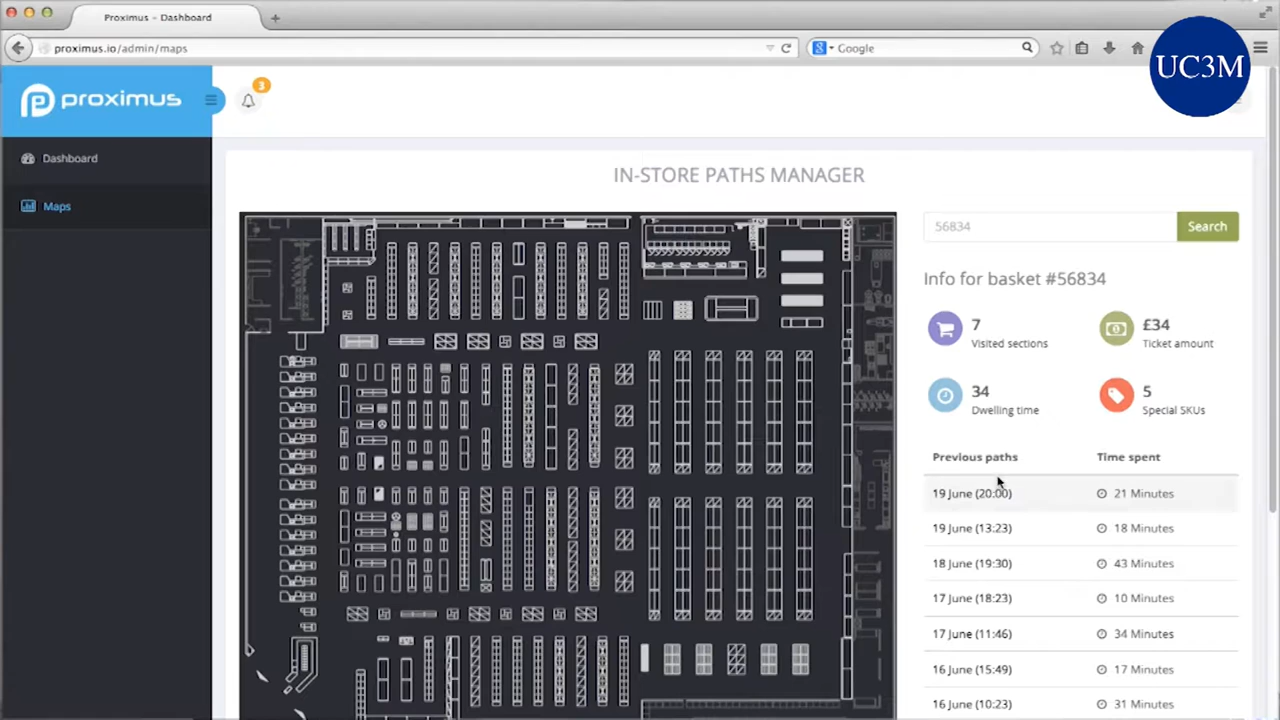 Proximus - Dashboard
proximus.io/admin/maps
Google
UC3M
proximus
3
Dashboard
Maps
IN-STORE PATHS MANAGER
56834
Search
Info for basket #56834
7
Visited sections
£34
Ticket amount
34
Dwelling time
5
Special SKUs
Previous paths Time spent
19 June (20:00) 21 Minutes
19 June (13:23) 18 Minutes
18 June (19:30) 43 Minutes
17 June (18:23) 10 Minutes
17 June (11:46) 34 Minutes
16 June (15:49) 17 Minutes
16 June (10:23) 31 Minutes